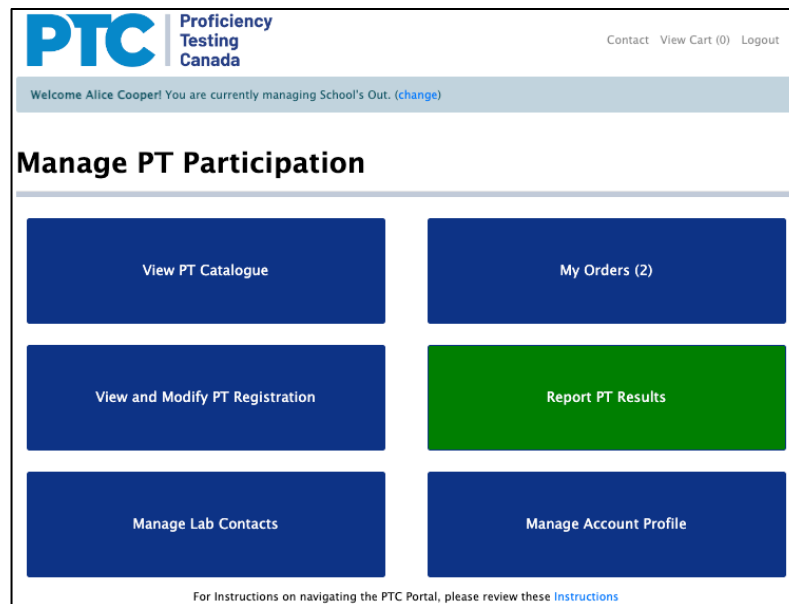 PTC Proficiency
Testing
Canada
Contact View Cart (0) Logout
Welcome Alice Cooper! You are currently managing School's Out. (change)
Manage PT Participation
View PT Catalogue
My Orders (2)
View and Modify PT Registration
Report PT Results
Manage Lab Contacts
Manage Account Profile
For Instructions on navigating the PTC Portal, please review these Instructions